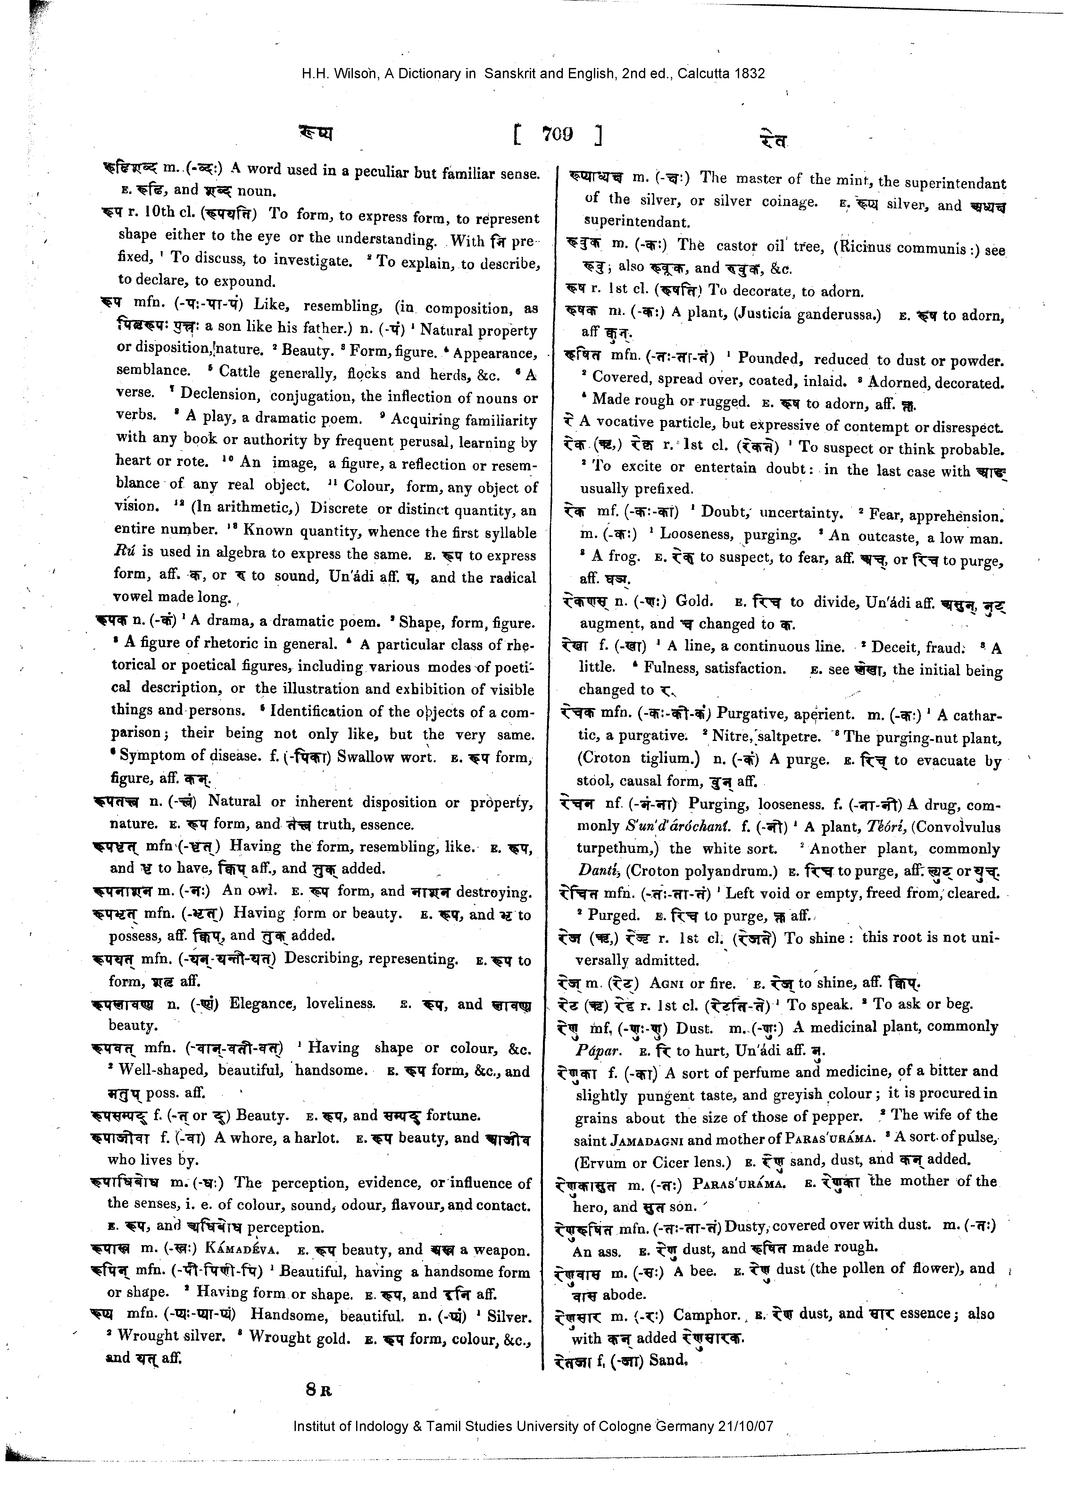 H.H. Wilson, A Dictionary in Sanskrit and English, 2nd ed., Calcutta 1832
रूप्य [ 709 ] रेत
रूढिशब्द m. (-ब्दः) A word used in a peculiar but familiar sense.
E. रूढि, and शब्द noun.
रूप r. 10th cl. (रूपयति) To form, to express form, to represent
shape either to the eye or the understanding. With नि pre-
fixed, ¹ To discuss, to investigate. ² To explain, to describe,
to declare, to expound.
रूप mfn. (-पः-पा-पं) Like, resembling, (in composition, as
पितृरूपः पुत्रः a son like his father.) n. (-पं) ¹ Natural property
or disposition, nature. ² Beauty. ³ Form, figure. ⁴ Appearance,
semblance. ⁵ Cattle generally, flocks and herds, &c. ⁶ A
verse. ⁷ Declension, conjugation, the inflection of nouns or
verbs. ⁸ A play, a dramatic poem. ⁹ Acquiring familiarity
with any book or authority by frequent perusal, learning by
heart or rote. ¹⁰ An image, a figure, a reflection or resem-
blance of any real object. ¹¹ Colour, form, any object of
vision. ¹² (In arithmetic,) Discrete or distinct quantity, an
entire number. ¹³ Known quantity, whence the first syllable
Rú is used in algebra to express the same. E. रूप to express
form, aff. क, or रु to sound, Un'ádi aff. प, and the radical
vowel made long.
रूपक n. (-कं) ¹ A drama, a dramatic poem. ² Shape, form, figure.
³ A figure of rhetoric in general. ⁴ A particular class of rhe-
torical or poetical figures, including various modes of poeti-
cal description, or the illustration and exhibition of visible
things and persons. ⁵ Identification of the objects of a com-
parison; their being not only like, but the very same.
⁶ Symptom of disease. f. (-पिका) Swallow wort. E. रूप form,
figure, aff. कन्.
रूपतत्त्व n. (-त्त्वं) Natural or inherent disposition or property,
nature. E. रूप form, and तत्त्व truth, essence.
रूपधृत् mfn (-धृत्) Having the form, resembling, like. E. रूप,
and धृ to have, क्विप् aff., and तुक् added.
रूपनाशन m. (-नः) An owl. E. रूप form, and नाशन destroying.
रूपभृत् mfn. (-भृत्) Having form or beauty. E. रूप, and भृ to
possess, aff. क्विप्, and तुक् added.
रूपयत् mfn. (-यन्-यन्ती-यत्) Describing, representing. E. रूप to
form, शतृ aff.
रूपलावण्य n. (-ण्यं) Elegance, loveliness. E. रूप, and लावण्य
beauty.
रूपवत् mfn. (-वान्-वती-वत्) ¹ Having shape or colour, &c.
² Well-shaped, beautiful, handsome. E. रूप form, &c., and
मतुप् poss. aff.
रूपसम्पद् f. (-त् or द्) Beauty. E. रूप, and सम्पद् fortune.
रूपाजीवा f. (-वा) A whore, a harlot. E. रूप beauty, and आजीव
who lives by.
रूपाधिबोध m. (-धः) The perception, evidence, or influence of
the senses, i. e. of colour, sound, odour, flavour, and contact.
E. रूप, and अधिबोध perception.
रूपास्त्र m. (-स्त्रः) KÁMADÉVA. E. रूप beauty, and अस्त्र a weapon.
रूपिन् mfn. (-पी-पिणी-पि) ¹ Beautiful, having a handsome form
or shape. ² Having form or shape. E. रूप, and इनि aff.
रूप्य mfn. (-प्यः-प्या-प्यं) Handsome, beautiful. n. (-प्यं) ¹ Silver.
² Wrought silver. ³ Wrought gold. E. रूप form, colour, &c.,
and यत् aff.
रूप्याध्यक्ष m. (-क्षः) The master of the mint, the superintendant
of the silver, or silver coinage. E. रूप्य silver, and अध्यक्ष
superintendant.
रूवुक m. (-कः) The castor oil tree, (Ricinus communis:) see
रूवु; also रूवूक, and रुवुक, &c.
रूष r. 1st cl. (रूषति) To decorate, to adorn.
रूषक m. (-कः) A plant, (Justicia ganderussa.) E. रूष to adorn,
aff कुन्.
रूषित mfn. (-तः-ता-तं) ¹ Pounded, reduced to dust or powder.
² Covered, spread over, coated, inlaid. ³ Adorned, decorated.
⁴ Made rough or rugged. E. रूष to adorn, aff. क्त.
रे A vocative particle, but expressive of contempt or disrespect.
रेक (ऋ,) रेकृ r. 1st cl. (रेकते) ¹ To suspect or think probable.
² To excite or entertain doubt: in the last case with आङ्
usually prefixed.
रेक mf. (-कः-का) ¹ Doubt, uncertainty. ² Fear, apprehension.
m. (-कः) ¹ Looseness, purging. ² An outcaste, a low man.
³ A frog. E. रेक् to suspect, to fear, aff. अच्, or रिच to purge,
aff. घञ्.
रेकणस् n. (-णः) Gold. E. रिच to divide, Un'ádi aff. असुन्, नुट्
augment, and च changed to क.
रेखा f. (-खा) ¹ A line, a continuous line. ² Deceit, fraud. ³ A
little. ⁴ Fulness, satisfaction. E. see लेखा, the initial being
changed to र.
रेचक mfn. (-कः-की-कं) Purgative, aperient. m. (-कः) ¹ A cathar-
tic, a purgative. ² Nitre, saltpetre. ³ The purging-nut plant,
(Croton tiglium.) n. (-कं) A purge. E. रिच् to evacuate by
stool, causal form, वुन् aff.
रेचन nf. (-नं-ना) Purging, looseness. f. (-ना-नी) A drug, com-
monly S'un'd'áróchaní. f. (-नी) ¹ A plant, Téórí, (Convolvulus
turpethum,) the white sort. ² Another plant, commonly
Dantí, (Croton polyandrum.) E. रिच to purge, aff. ल्युट or युच्.
रेचित mfn. (-तः-ता-तं) ¹ Left void or empty, freed from, cleared.
² Purged. E. रिच to purge, क्त aff.
रेज (ऋ,) रेजृ r. 1st cl. (रेजते) To shine: this root is not uni-
versally admitted.
रेज् m. (रेट्) AGNI or fire. E. रेज् to shine, aff. क्विप्.
रेट (ऋ) रेटृ r. 1st cl. (रेटति-ते) ¹ To speak. ² To ask or beg.
रेणु mf. (-णुः-णु) Dust. m. (-णुः) A medicinal plant, commonly
Pápar. E. रि to hurt, Un'ádi aff. नु.
रेणुका f. (-का) A sort of perfume and medicine, of a bitter and
slightly pungent taste, and greyish colour; it is procured in
grains about the size of those of pepper. ² The wife of the
saint JAMADAGNI and mother of PARAS'URÁMA. ³ A sort of pulse,
(Ervum or Cicer lens.) E. रेणु sand, dust, and कन् added.
रेणुकासुत m. (-तः) PARAS'URÁMA. E. रेणुका the mother of the
hero, and सुत son.
रेणुरूषित mfn. (-तः-ता-तं) Dusty, covered over with dust. m. (-तः)
An ass. E. रेणु dust, and रूषित made rough.
रेणुवास m. (-सः) A bee. E. रेणु dust (the pollen of flower), and
वास abode.
रेणुसार m. (-रः) Camphor. E. रेणु dust, and सार essence; also
with कन् added रेणुसारक.
रेतजा f. (-जा) Sand.
8 R
Institut of Indology & Tamil Studies University of Cologne Germany 21/10/07